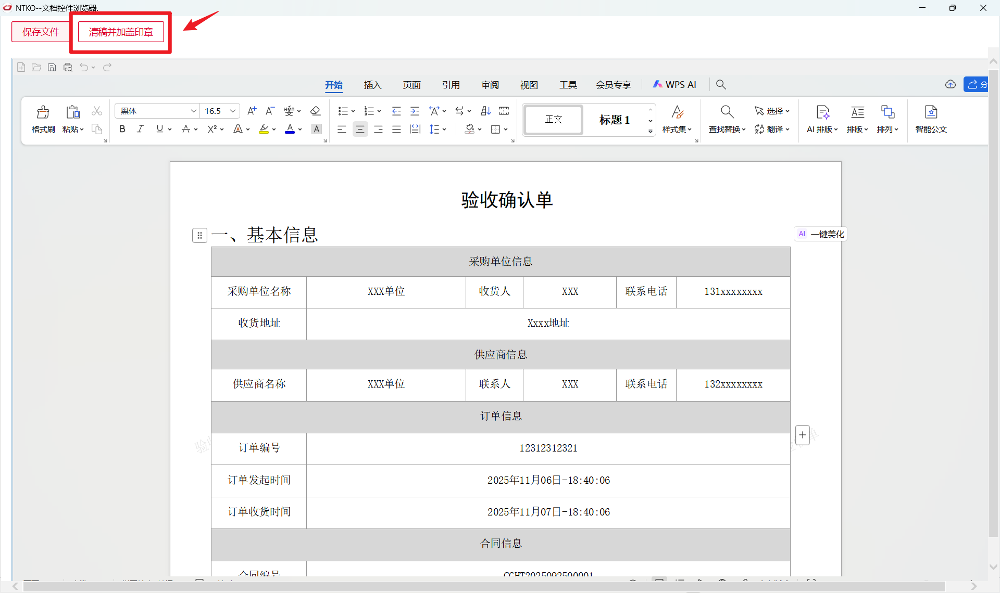 NTKO--文档控件浏览器.
保存文件 清稿并加盖印章
开始 插入 页面 引用 审阅 视图 工具 会员专享 WPS AI 分
格式刷 粘贴 黑体 16.5 正文 标题 1 样式集 查找替换 选择 翻译 AI 排版 排版 排列 智能公文
验收确认单
一、基本信息
AI 一键美化
采购单位信息
采购单位名称 XXX单位 收货人 XXX 联系电话 131xxxxxxxx
收货地址 Xxxx地址
供应商信息
供应商名称 XXX单位 联系人 XXX 联系电话 132xxxxxxxx
订单信息
订单编号 12312312321
订单发起时间 2025年11月06日-18:40:06
订单收货时间 2025年11月07日-18:40:06
合同信息
合同编号 CGHT2025092500001